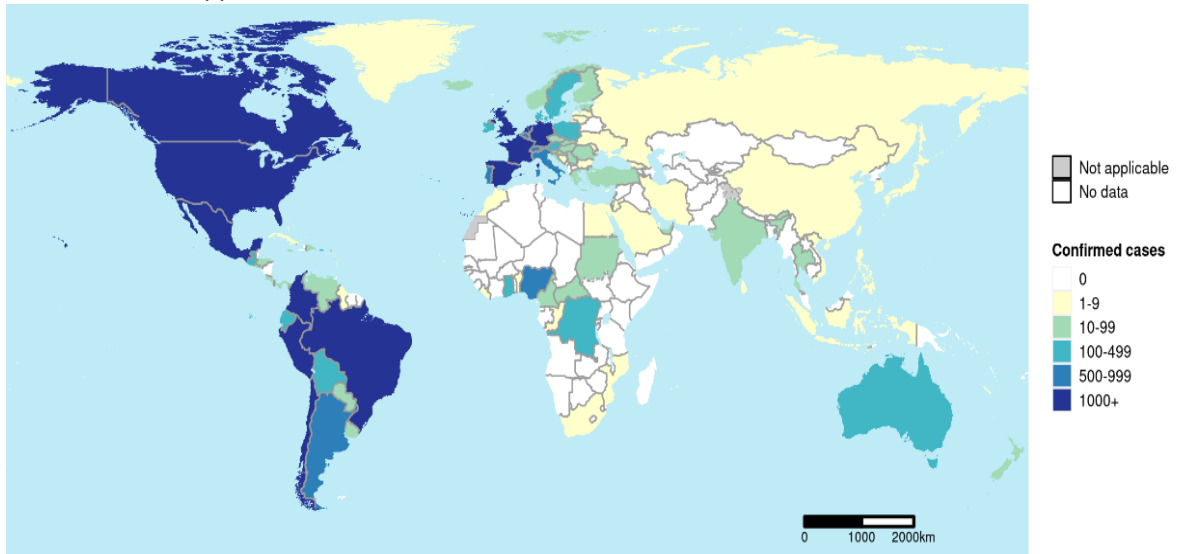 Not applicable
No data
Confirmed cases
0
1-9
10-99
100-499
500-999
1000+
0 1000 2000km